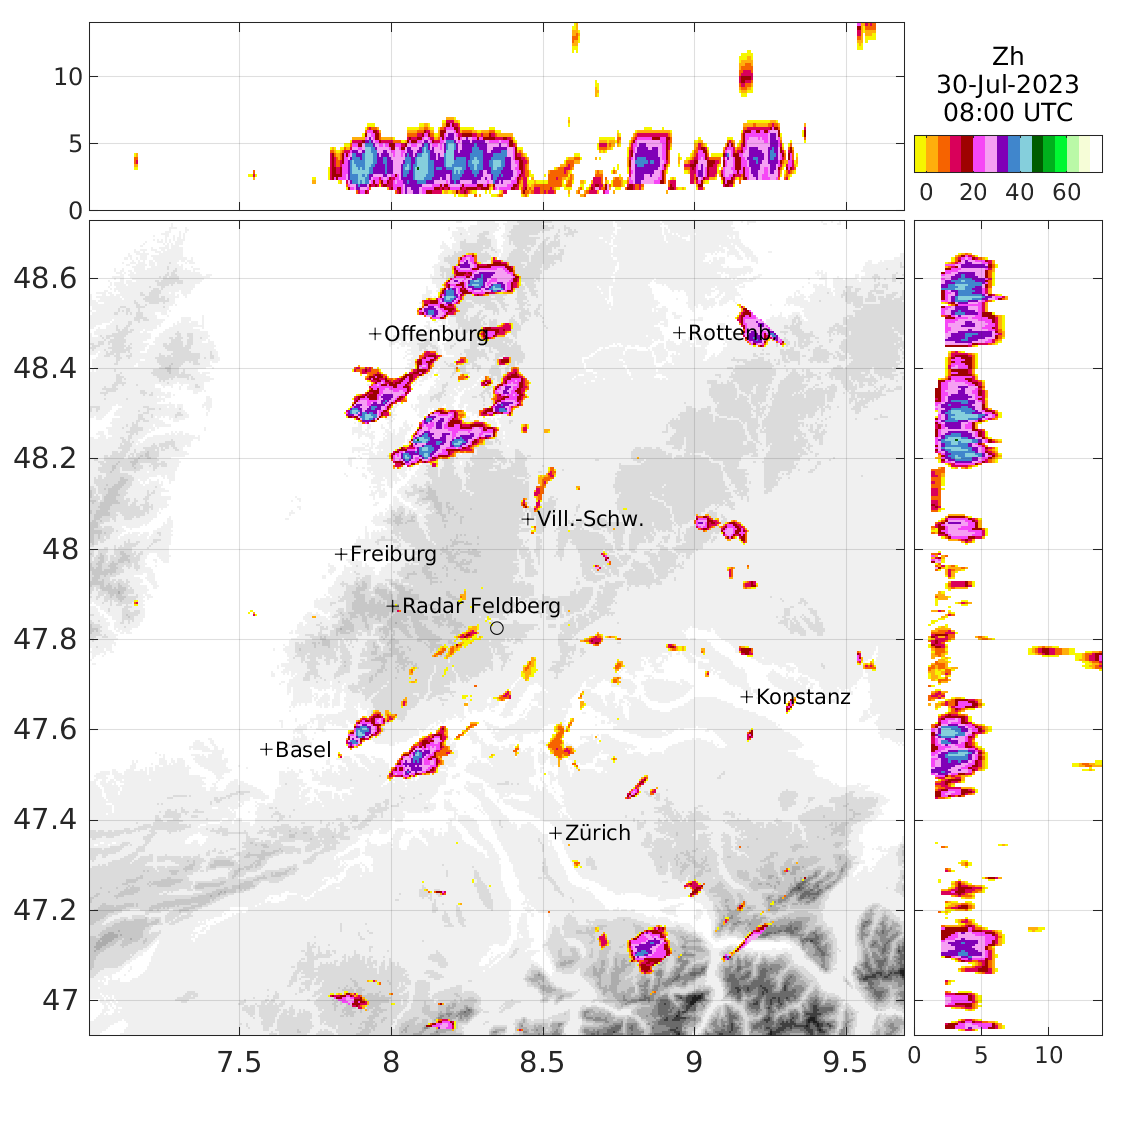 10
5
0
Zh
30-Jul-2023
08:00 UTC
0 20 40 60
48.6
48.4
48.2
48
47.8
47.6
47.4
47.2
47
+Offenburg
+Rottenb.
+Vill.-Schw.
+Freiburg
+Radar Feldberg
+Konstanz
+Basel
+Zürich
7.5 8 8.5 9 9.5
0 5 10